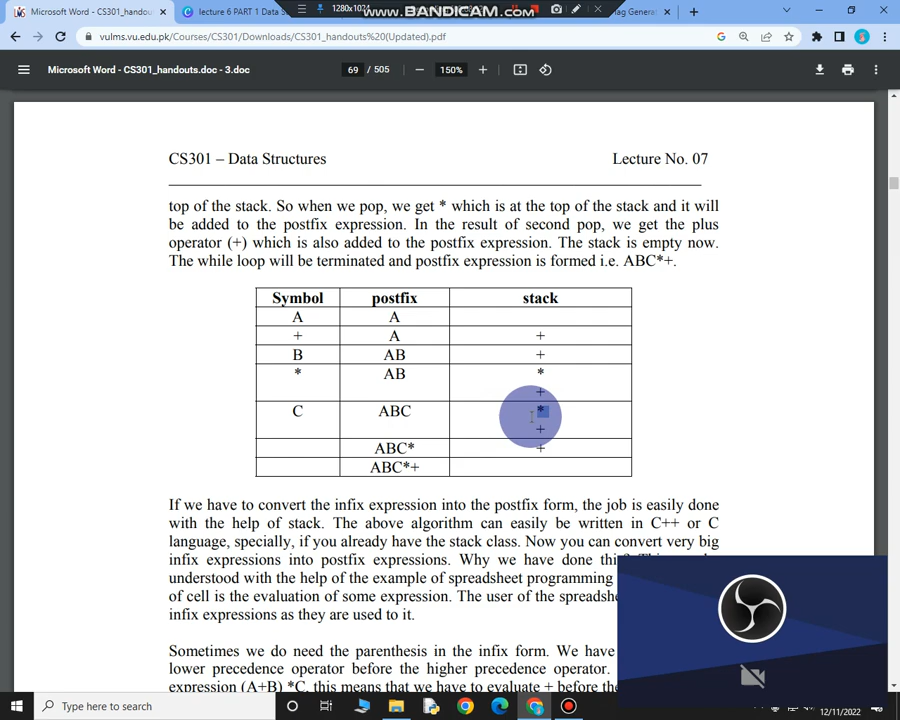 Microsoft Word - CS301_handou
lecture 6 PART 1 Data S
1280x1024
www.BANDICAM.com
Tag Generat
vulms.vu.edu.pk/Courses/CS301/Downloads/CS301_handouts%20(Updated).pdf
Microsoft Word - CS301_handouts.doc - 3.doc
69 / 505
150%
CS301 – Data Structures
Lecture No. 07
top of the stack. So when we pop, we get * which is at the top of the stack and it will
be added to the postfix expression. In the result of second pop, we get the plus
operator (+) which is also added to the postfix expression. The stack is empty now.
The while loop will be terminated and postfix expression is formed i.e. ABC*+.
Symbol postfix stack
A A
+ A +
B AB +
* AB *
+
C ABC *
+
ABC* +
ABC*+
If we have to convert the infix expression into the postfix form, the job is easily done
with the help of stack. The above algorithm can easily be written in C++ or C
language, specially, if you already have the stack class. Now you can convert very big
infix expressions into postfix expressions. Why we have done
understood with the help of the example of spreadsheet programming
of cell is the evaluation of some expression. The user of the
infix expressions as they are used to it.
Sometimes we do need the parenthesis in the infix form. We have
lower precedence operator before the higher precedence operator.
expression (A+B) *C, this means that we have to evaluate + before
Type here to search
12/11/2022